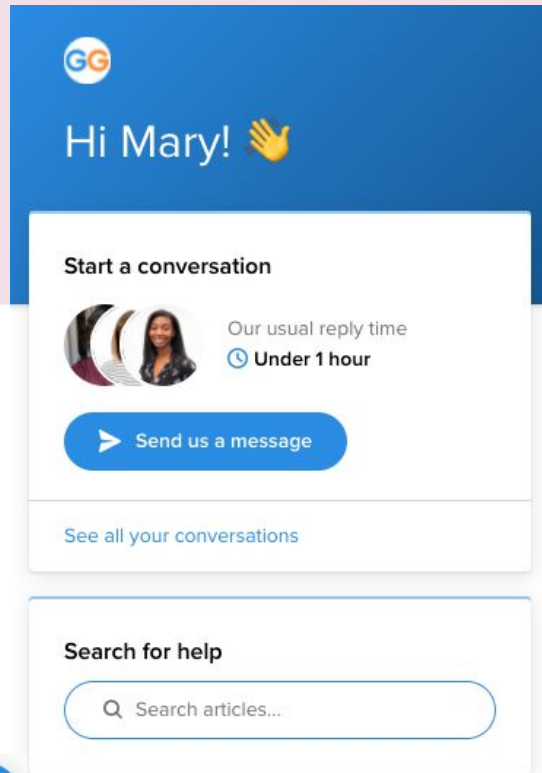 GG
Hi Mary! 👋
Start a conversation
Our usual reply time
Under 1 hour
Send us a message
See all your conversations
Search for help
Search articles...